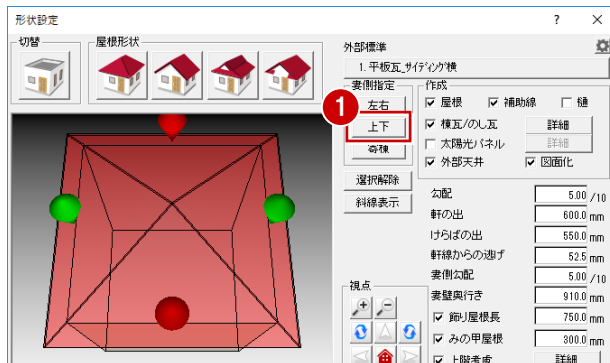 形状設定
? ×
切替
屋根形状
外部標準
1. 平板瓦_サイディング横
妻側指定
作成
左右
屋根
補助線
樋
1
上下
棟瓦/のし瓦
詳細
寄棟
太陽光パネル
詳細
外部天井
図面化
選択解除
斜線表示
勾配 5.00 /10
軒の出 600.0 mm
けらばの出 550.0 mm
軒線からの逃げ 52.5 mm
妻側勾配 5.00 /10
視点
妻壁奥行き 910.0 mm
飾り屋根長 750.0 mm
みの甲屋根 300.0 mm
上階考慮 詳細